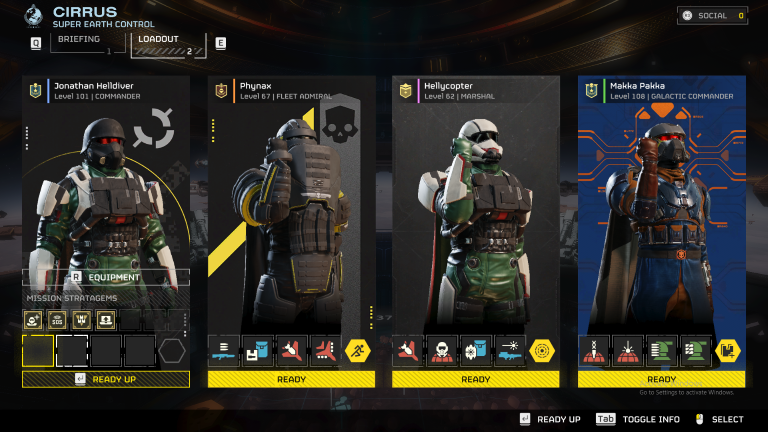 CIRRUS
SUPER EARTH CONTROL
SOCIAL 0
Q BRIEFING 1 LOADOUT 2 E
Jonathan Helldiver
Level 101 | COMMANDER
Phynax
Level 67 | FLEET ADMIRAL
Hellycopter
Level 62 | MARSHAL
Makka Pakka
Level 108 | GALACTIC COMMANDER
R EQUIPMENT
MISSION STRATAGEMS
SOS
READY UP
READY
READY
READY
Go to Settings to activate Windows.
READY UP Tab TOGGLE INFO SELECT